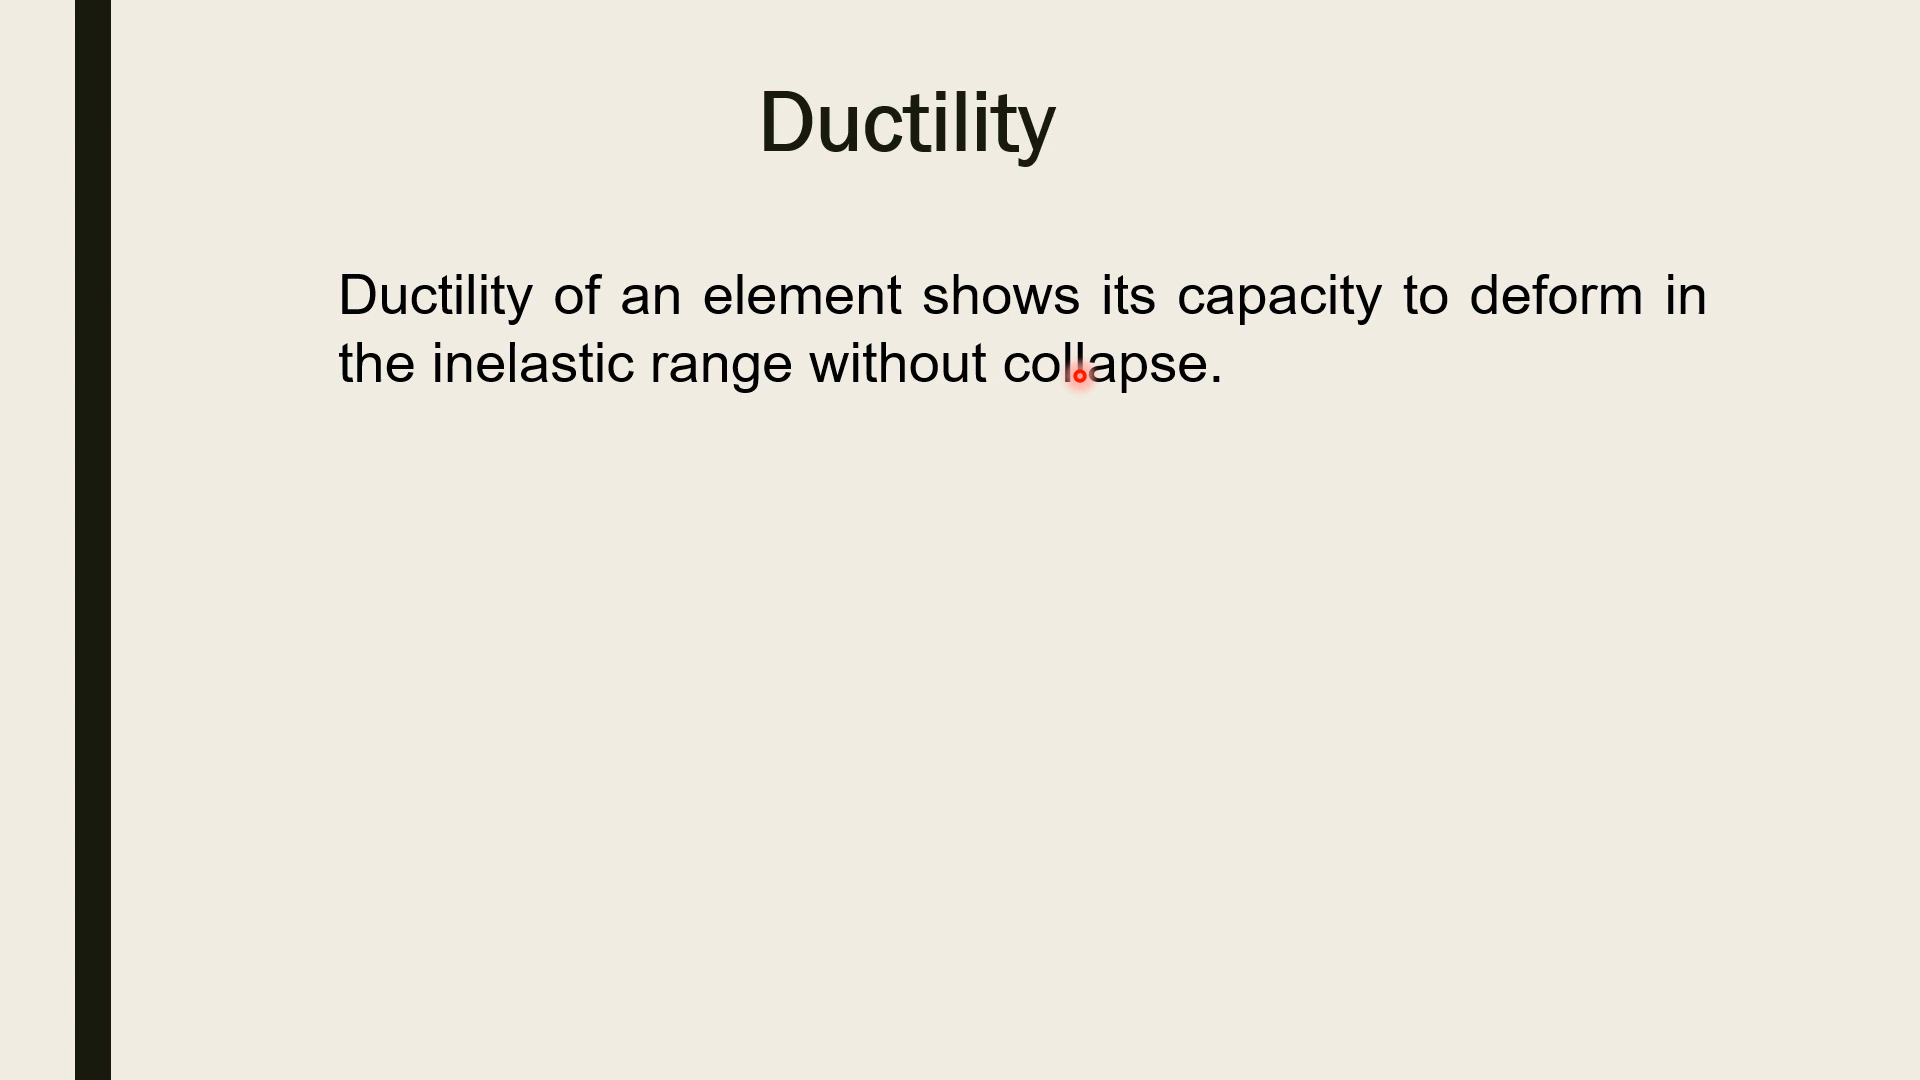 Ductility
Ductility of an element shows its capacity to deform in
the inelastic range without collapse.